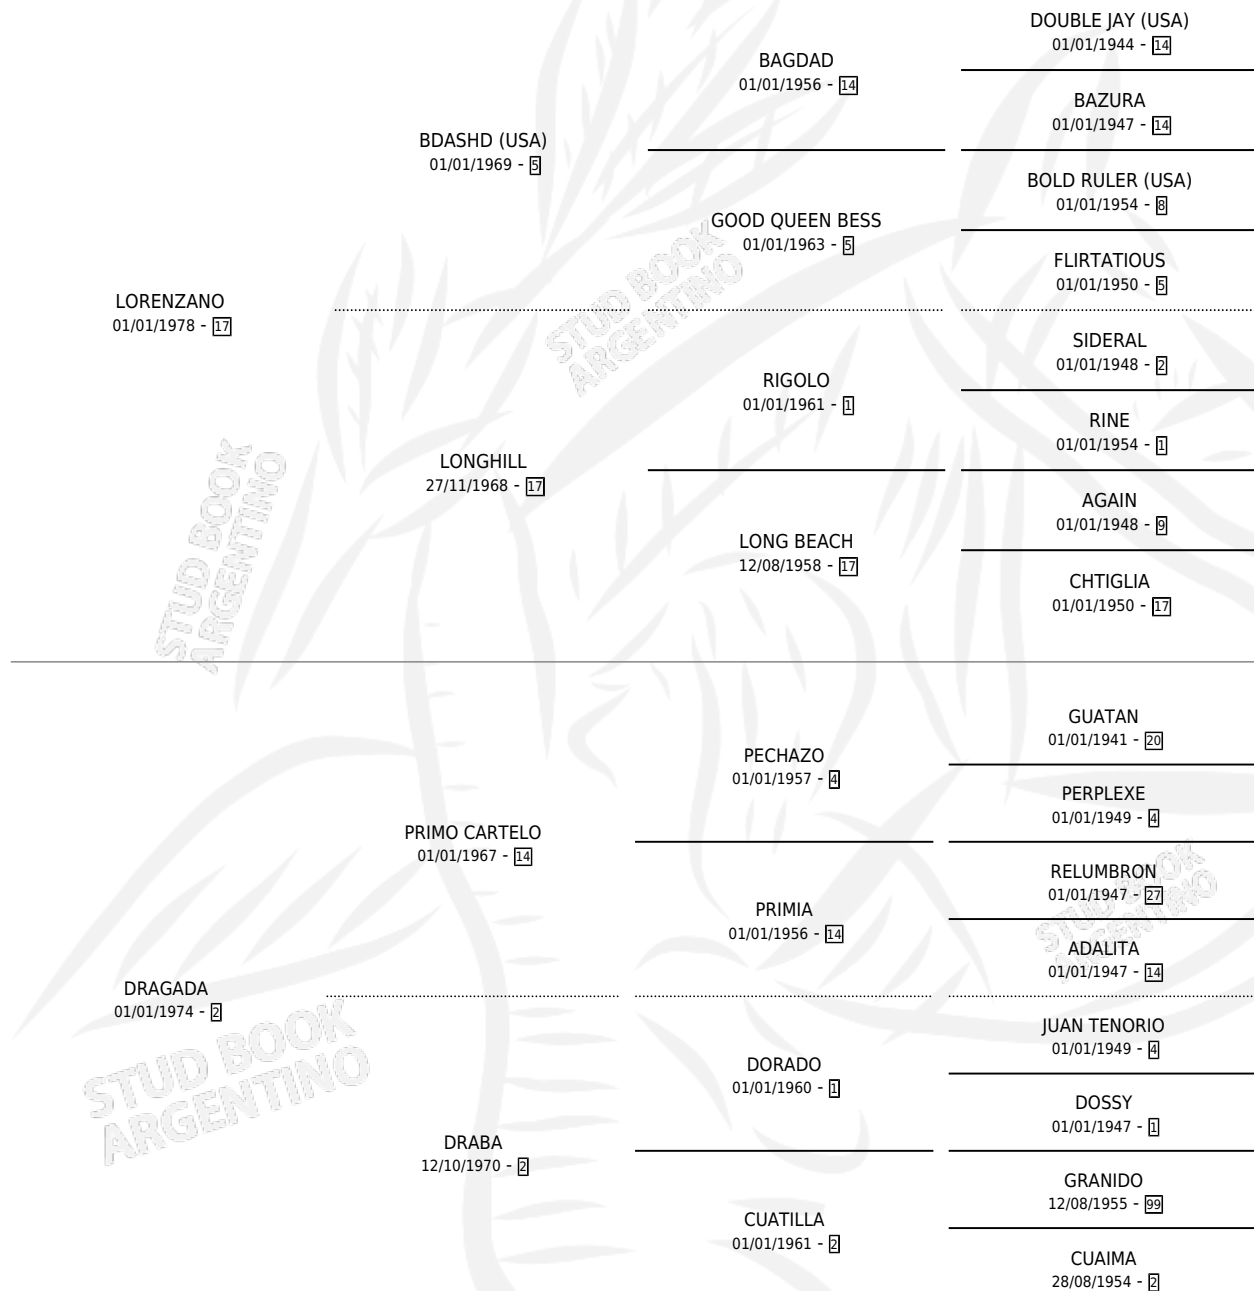 DOUBLE JAY (USA)
01/01/1944 - 14
BAGDAD
01/01/1956 - 14
BAZURA
01/01/1947 - 14
BDASHD (USA)
01/01/1969 - 5
BOLD RULER (USA)
01/01/1954 - 8
GOOD QUEEN BESS
01/01/1963 - 5
FLIRTATIOUS
01/01/1950 - 5
LORENZANO
01/01/1978 - 17
SIDERAL
01/01/1948 - 2
RIGOLO
01/01/1961 - 1
RINE
01/01/1954 - 1
LONGHILL
27/11/1968 - 17
AGAIN
01/01/1948 - 9
LONG BEACH
12/08/1958 - 17
CHTIGLIA
01/01/1950 - 17
GUATAN
01/01/1941 - 20
PECHAZO
01/01/1957 - 4
PERPLEXE
01/01/1949 - 4
PRIMO CARTELO
01/01/1967 - 14
RELUMBRON
01/01/1947 - 27
PRIMIA
01/01/1956 - 14
ADALITA
01/01/1947 - 14
DRAGADA
01/01/1974 - 2
JUAN TENORIO
01/01/1949 - 4
DORADO
01/01/1960 - 1
DOSSY
01/01/1947 - 1
DRABA
12/10/1970 - 2
GRANIDO
12/08/1955 - 99
CUATILLA
01/01/1961 - 2
CUAIMA
28/08/1954 - 2
STUD BOOK
ARGENTINO
STUD BOOK
ARGENTINO
STUD BOOK
ARGENTINO
STUD BOOK
ARGENTINO